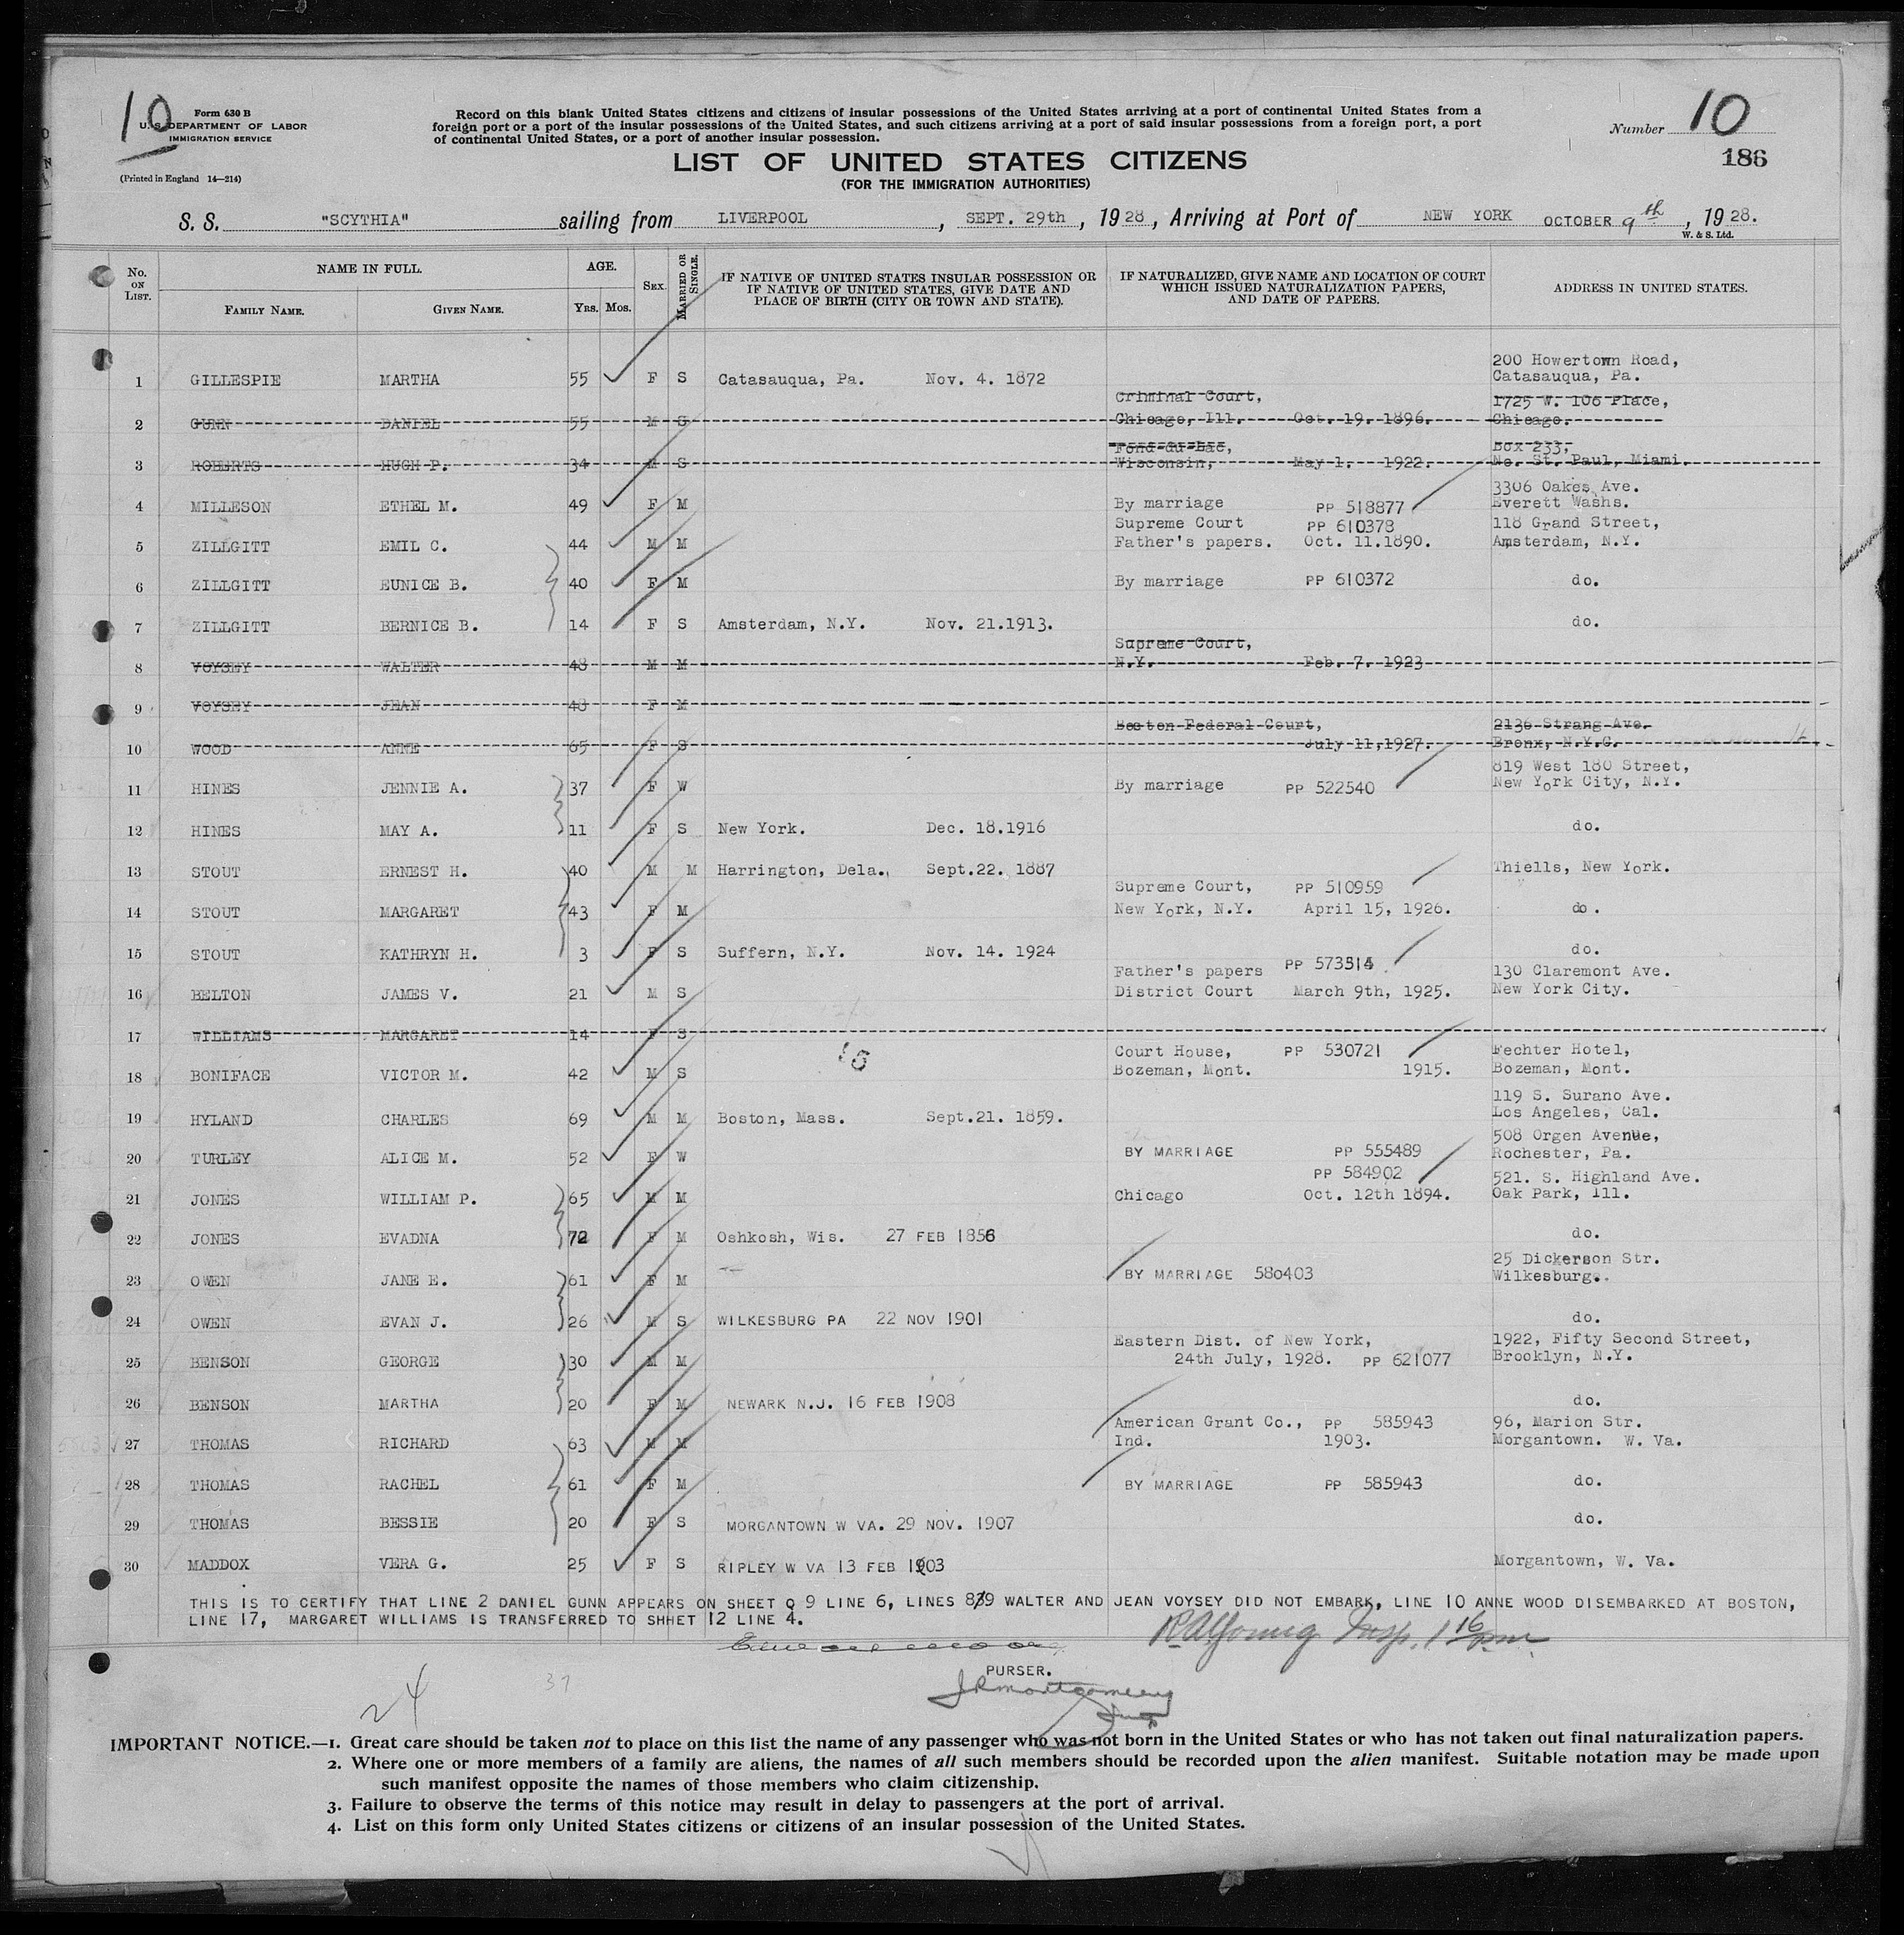 10
Form 630 B
U. S. DEPARTMENT OF LABOR
IMMIGRATION SERVICE
(Printed in England 14—214)
Record on this blank United States citizens and citizens of insular possessions of the United States arriving at a port of continental United States from a
foreign port or a port of the insular possessions of the United States, and such citizens arriving at a port of said insular possessions from a foreign port, a port
of continental United States, or a port of another insular possession.
Number 10
186
LIST OF UNITED STATES CITIZENS
(FOR THE IMMIGRATION AUTHORITIES)
S. S. "SCYTHIA" sailing from LIVERPOOL, SEPT. 29th, 1928, Arriving at Port of NEW YORK OCTOBER 9th, 1928.
W. & S. Ltd.
No. ON LIST. NAME IN FULL. FAMILY NAME. GIVEN NAME. AGE. Yrs. Mos. SEX. MARRIED OR SINGLE. IF NATIVE OF UNITED STATES INSULAR POSSESSION OR IF NATIVE OF UNITED STATES, GIVE DATE AND PLACE OF BIRTH (CITY OR TOWN AND STATE). IF NATURALIZED, GIVE NAME AND LOCATION OF COURT WHICH ISSUED NATURALIZATION PAPERS, AND DATE OF PAPERS. ADDRESS IN UNITED STATES.
1 GILLESPIE MARTHA 55 F S Catasauqua, Pa. Nov. 4. 1872 200 Howertown Road, Catasauqua, Pa.
2 GUNN DANIEL 55 M S Criminal Court, Chicago, Ill. Oct. 19. 1896. 1725 W. 106 Place, Chicago.
3 ROBERTS HUGH P. 34 M S Fond du Lac, Wisconsin, May 1. 1922. Box 233, No. St. Paul, Miami.
4 MILLESON ETHEL M. 49 F M By marriage PP 518877 3306 Oakes Ave. Everett Washs.
5 ZILLGITT EMIL C. 44 M M Supreme Court PP 610373 Father's papers. Oct. 11.1890. 118 Grand Street, Amsterdam, N.Y.
6 ZILLGITT EUNICE B. 40 F M By marriage PP 610372 do.
7 ZILLGITT BERNICE B. 14 F S Amsterdam, N.Y. Nov. 21.1913. do.
8 VOYSEY WALTER 48 M M Supreme Court, N.Y. Feb. 7. 1923
9 VOYSEY JEAN 48 F M
10 WOOD ANNE 65 F S Boston Federal Court, July 11,1927. 2136 Strang Ave. Bronx, N.Y.C.
11 HINES JENNIE A. 37 F W By marriage PP 522540 819 West 180 Street, New York City, N.Y.
12 HINES MAY A. 11 F S New York. Dec. 18.1916 do.
13 STOUT ERNEST H. 40 M M Harrington, Dela. Sept.22. 1887 Thiells, New York.
14 STOUT MARGARET 43 F M Supreme Court, PP 510959 New York, N.Y. April 15, 1926. do.
15 STOUT KATHRYN H. 3 F S Suffern, N.Y. Nov. 14. 1924 do.
16 BELTON JAMES V. 21 M S Father's papers PP 573514 District Court March 9th, 1925. 130 Claremont Ave. New York City.
17 WILLIAMS MARGARET 14 F S
18 BONIFACE VICTOR M. 42 M S Court House, PP 530721 Bozeman, Mont. 1915. Fechter Hotel, Bozeman, Mont.
19 HYLAND CHARLES 69 M M Boston, Mass. Sept.21. 1859. 119 S. Surano Ave. Los Angeles, Cal.
20 TURLEY ALICE M. 52 F W BY MARRIAGE PP 555489 508 Orgen Avenue, Rochester, Pa.
21 JONES WILLIAM P. 65 M M PP 584902 Chicago Oct. 12th 1894. 521. S. Highland Ave. Oak Park, Ill.
22 JONES EVADNA 72 F M Oshkosh, Wis. 27 FEB 1856 do.
23 OWEN JANE E. 61 F M BY MARRIAGE 580403 25 Dickerson Str. Wilkesburg.
24 OWEN EVAN J. 26 M S WILKESBURG PA 22 NOV 1901 do.
25 BENSON GEORGE 30 M M Eastern Dist. of New York, 24th July, 1928. PP 621077 1922, Fifty Second Street, Brooklyn, N.Y.
26 BENSON MARTHA 20 F M NEWARK N.J. 16 FEB 1908 do.
27 THOMAS RICHARD 63 M M American Grant Co., PP 585943 Ind. 1903. 96, Marion Str. Morgantown. W. Va.
28 THOMAS RACHEL 61 F M BY MARRIAGE PP 585943 do.
29 THOMAS BESSIE 20 F S MORGANTOWN W VA. 29 NOV. 1907 do.
30 MADDOX VERA G. 25 F S RIPLEY W VA 13 FEB 1903 Morgantown, W. Va.
THIS IS TO CERTIFY THAT LINE 2 DANIEL GUNN APPEARS ON SHEET 9 LINE 6, LINES 8&9 WALTER AND JEAN VOYSEY DID NOT EMBARK, LINE 10 ANNE WOOD DISEMBARKED AT BOSTON,
LINE 17, MARGARET WILLIAMS IS TRANSFERRED TO SHHET 12 LINE 4.
RAYoung Insp. 1 16 pm
PURSER.
JRMontgomery
24
37
IMPORTANT NOTICE.—1. Great care should be taken not to place on this list the name of any passenger who was not born in the United States or who has not taken out final naturalization papers.
2. Where one or more members of a family are aliens, the names of all such members should be recorded upon the alien manifest. Suitable notation may be made upon
such manifest opposite the names of those members who claim citizenship.
3. Failure to observe the terms of this notice may result in delay to passengers at the port of arrival.
4. List on this form only United States citizens or citizens of an insular possession of the United States.